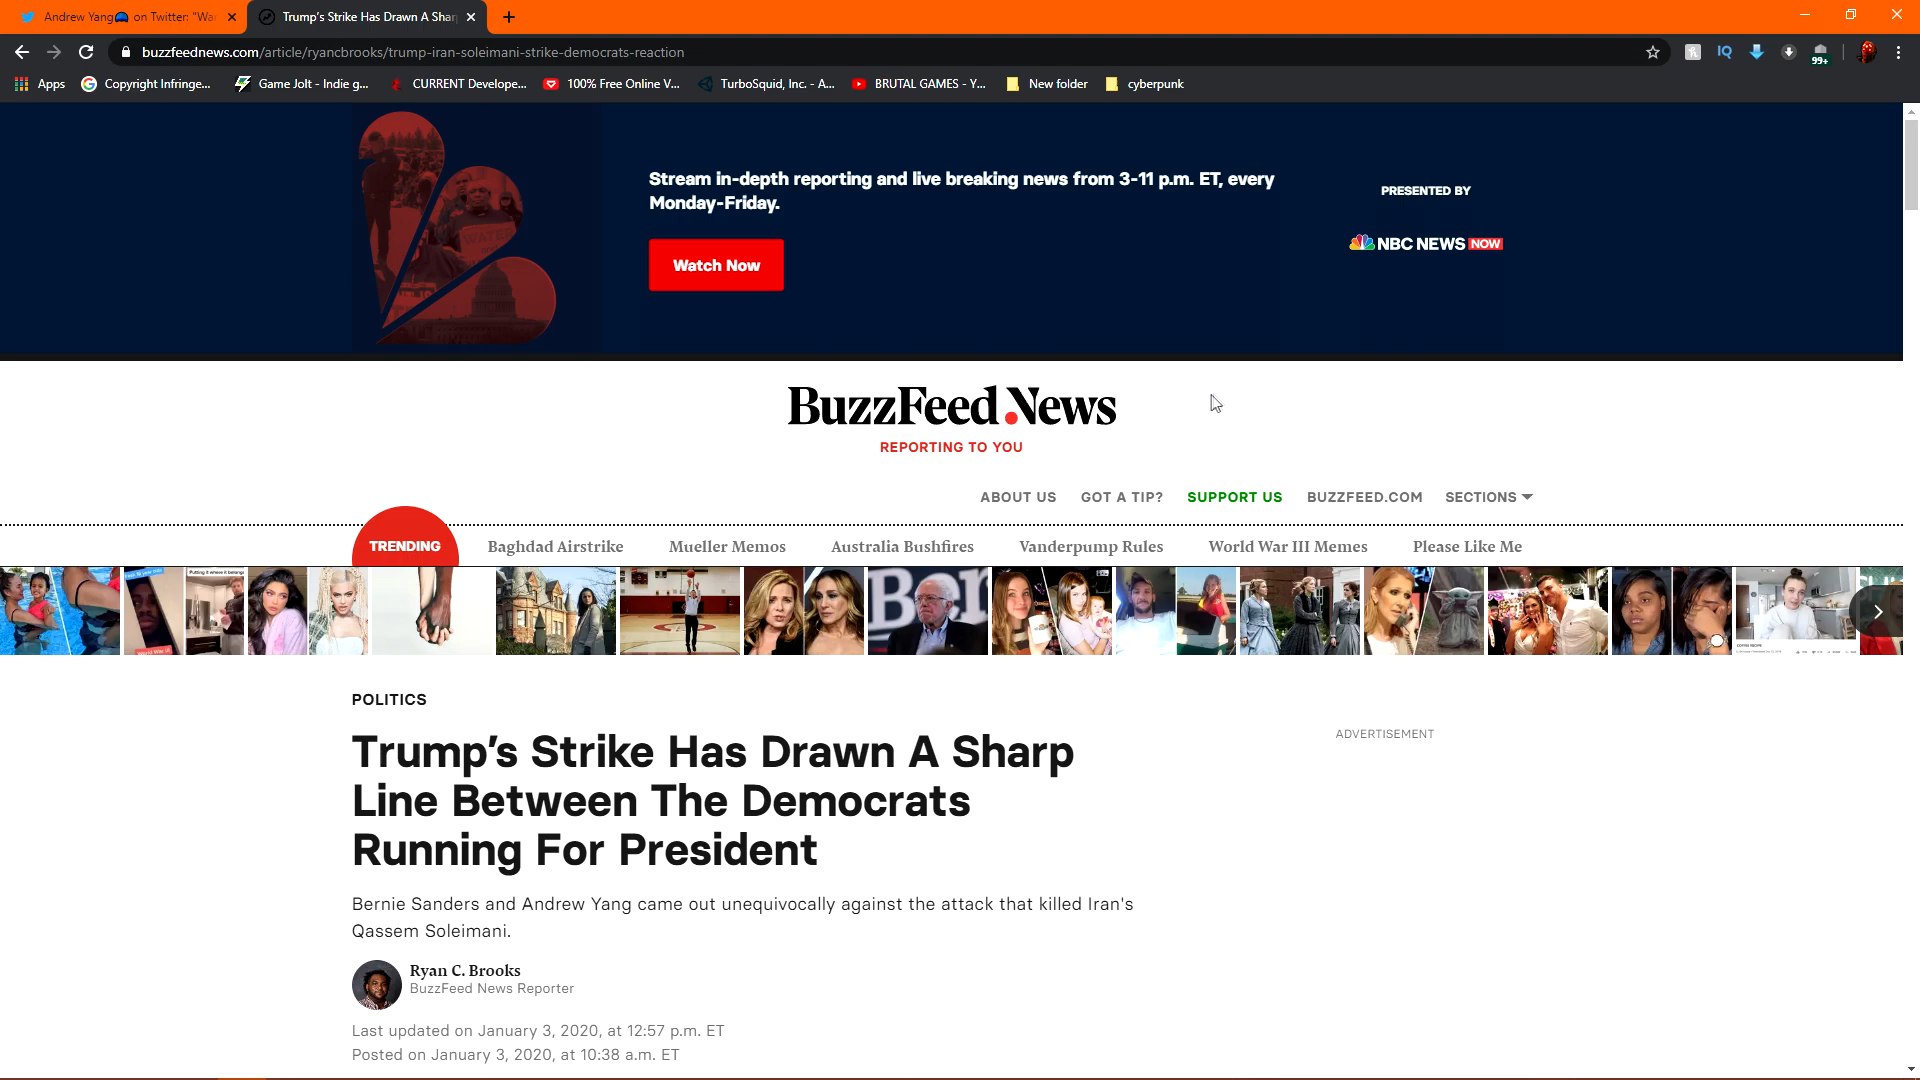 Andrew Yang🧢 on Twitter: "Wa
Trump's Strike Has Drawn A Shar
buzzfeednews.com/article/ryancbrooks/trump-iran-soleimani-strike-democrats-reaction
IQ
99+
Apps
Copyright Infringe...
Game Jolt - Indie g...
CURRENT Develope...
100% Free Online V...
TurboSquid, Inc. - A...
BRUTAL GAMES - Y...
New folder
cyberpunk
Stream in-depth reporting and live breaking news from 3-11 p.m. ET, every
Monday-Friday.
Watch Now
PRESENTED BY
NBC NEWS NOW
BuzzFeed News
REPORTING TO YOU
ABOUT US
GOT A TIP?
SUPPORT US
BUZZFEED.COM
SECTIONS
TRENDING
Baghdad Airstrike
Mueller Memos
Australia Bushfires
Vanderpump Rules
World War III Memes
Please Like Me
Ber
POLITICS
Trump's Strike Has Drawn A Sharp
Line Between The Democrats
Running For President
ADVERTISEMENT
Bernie Sanders and Andrew Yang came out unequivocally against the attack that killed Iran's
Qassem Soleimani.
Ryan C. Brooks
BuzzFeed News Reporter
Last updated on January 3, 2020, at 12:57 p.m. ET
Posted on January 3, 2020, at 10:38 a.m. ET